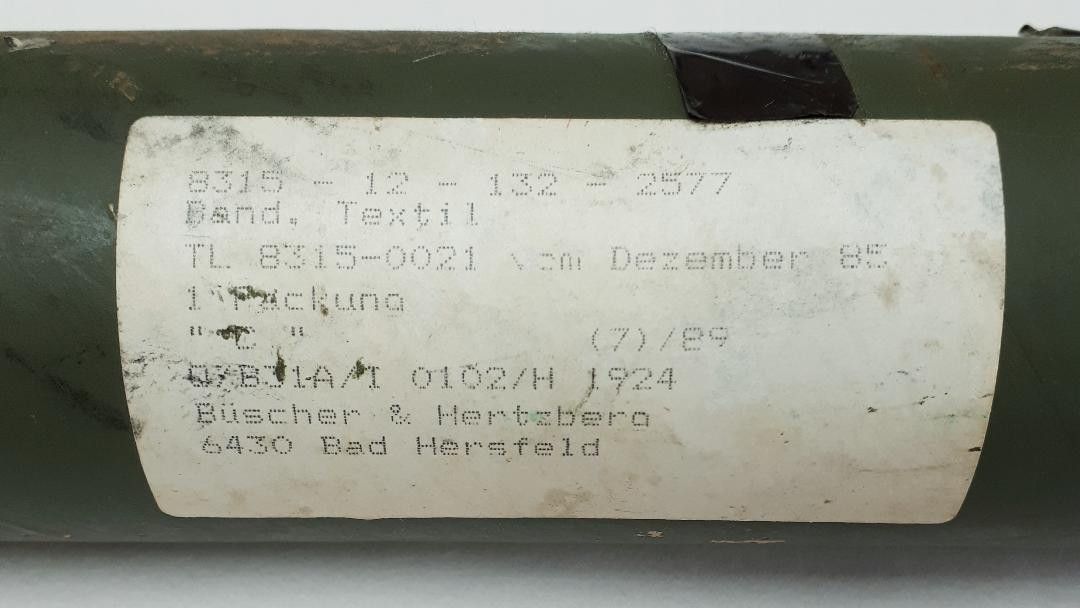 8315 - 12 - 132 - 2577
Band, Textil
TL 8315-0021 vom Dezember 85
1 Packung
" C " (7)/89
0102/H 1924
Büscher & Hertzberg
6430 Bad Hersfeld